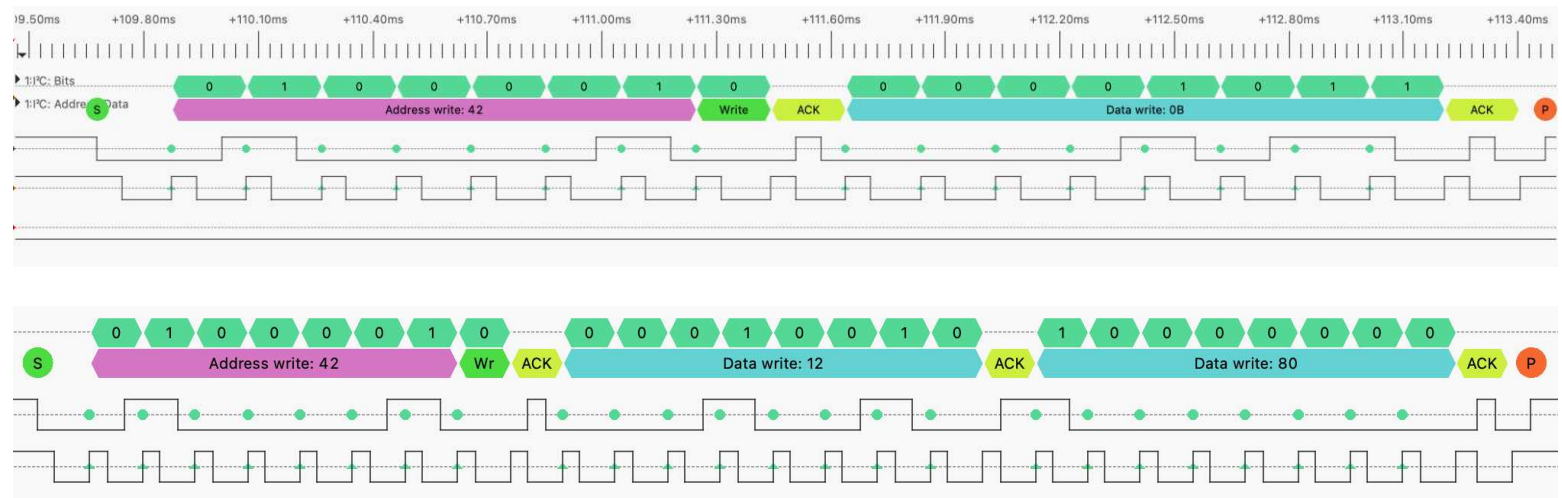 09.50ms +109.80ms +110.10ms +110.40ms +110.70ms +111.00ms +111.30ms +111.60ms +111.90ms +112.20ms +112.50ms +112.80ms +113.10ms +113.40ms
1:I²C: Bits 0 1 0 0 0 0 1 0 0 0 0 0 1 0 1 1
1:I²C: Addre Data S Address write: 42 Write ACK Data write: 0B ACK P
0 1 0 0 0 0 1 0 0 0 0 1 0 0 1 0 1 0 0 0 0 0 0 0
S Address write: 42 Wr ACK Data write: 12 ACK Data write: 80 ACK P